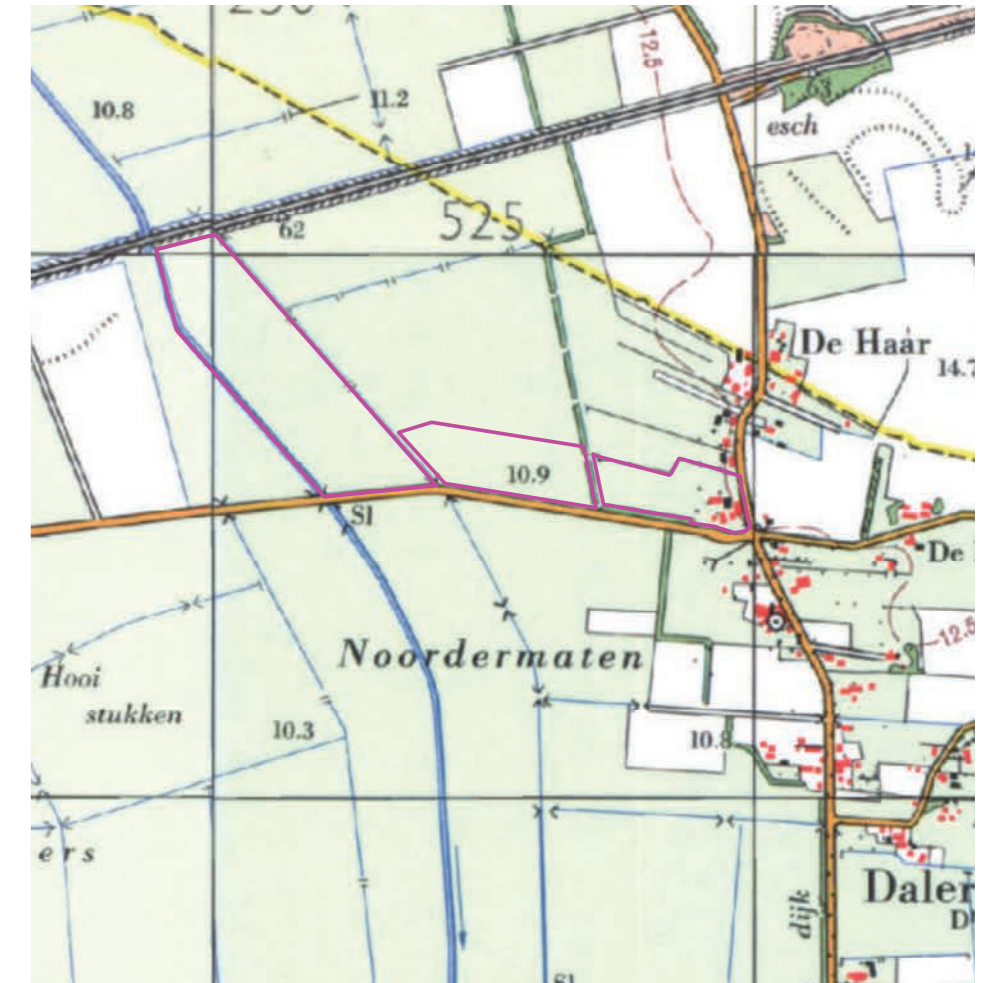 12.5
10.8
11.2
63
esch
62
525
De Haar
14.7
10.9
Sl
De
Noordermaten
12.5
Hooi
stukken
10.3
10.8
ers
Daler
dijk
D